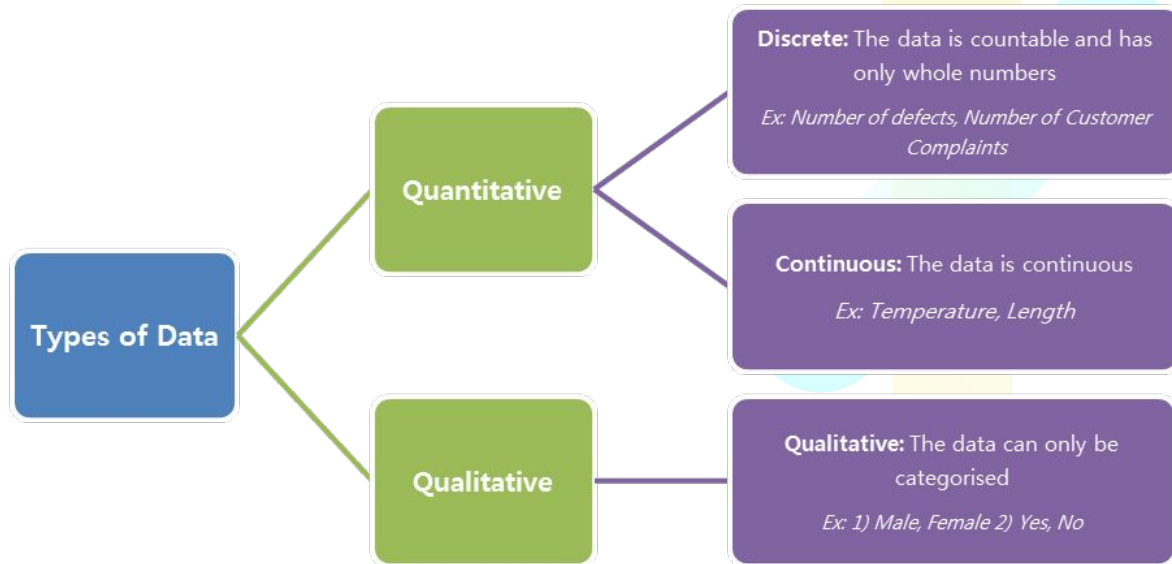 Types of Data
Quantitative
Qualitative
Discrete: The data is countable and has
only whole numbers
Ex: Number of defects, Number of Customer
Complaints
Continuous: The data is continuous
Ex: Temperature, Length
Qualitative: The data can only be
categorised
Ex: 1) Male, Female 2) Yes, No